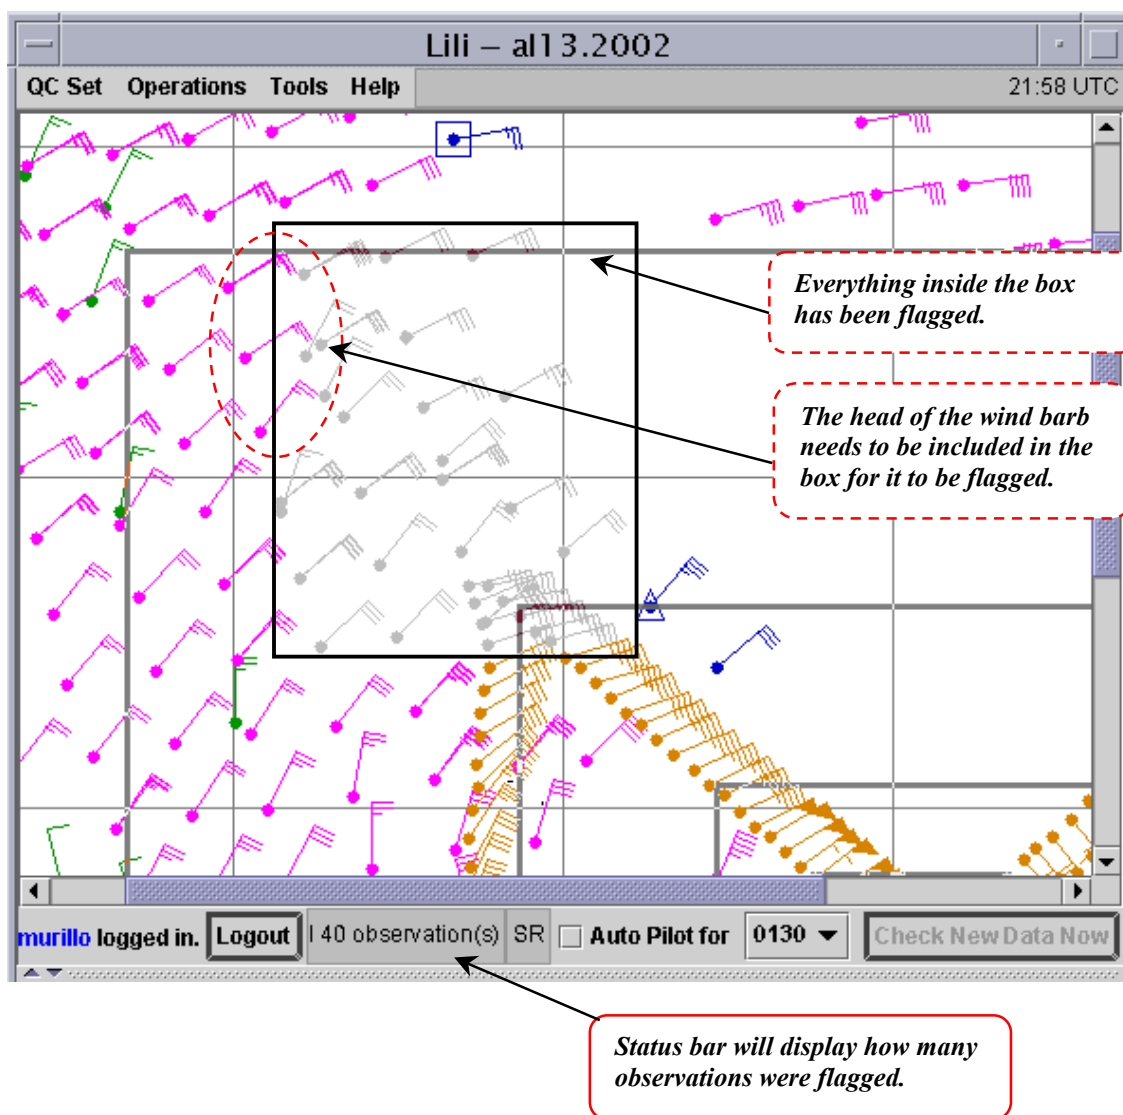 Lili – al13.2002
QC Set Operations Tools Help 21:58 UTC
Everything inside the box
has been flagged.
The head of the wind barb
needs to be included in the
box for it to be flagged.
murillo logged in. Logout 40 observation(s) SR Auto Pilot for 0130 Check New Data Now
Status bar will display how many
observations were flagged.